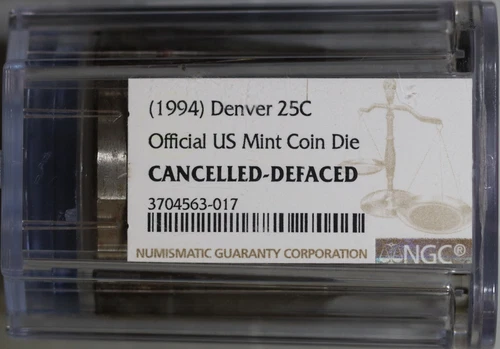 (1994) Denver 25C
Official US Mint Coin Die
CANCELLED-DEFACED
3704563-017
NUMISMATIC GUARANTY CORPORATION NGC®